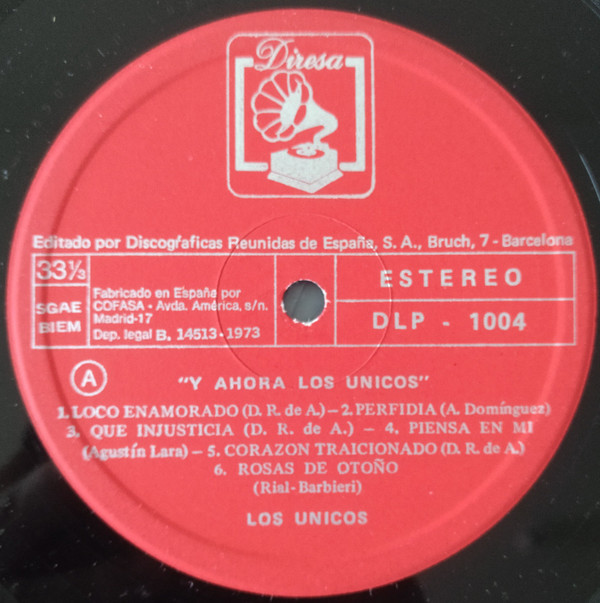 Diresa
Editado por Discográficas Reunidas de España, S. A., Bruch, 7 - Barcelona
33 1/3
SGAE
BIEM
Fabricado en España por
COFASA - Avda. América, s/n.
Madrid-17
Dep. legal B. 14513-1973
ESTEREO
DLP - 1004
A
"Y AHORA LOS UNICOS"
1. LOCO ENAMORADO (D. R. de A.) – 2. PERFIDIA (A. Domínguez)
3. QUE INJUSTICIA (D. R. de A.) – 4. PIENSA EN MI
(Agustín Lara) – 5. CORAZON TRAICIONADO (D. R. de A.)
6. ROSAS DE OTOÑO
(Rial-Barbieri)
LOS UNICOS